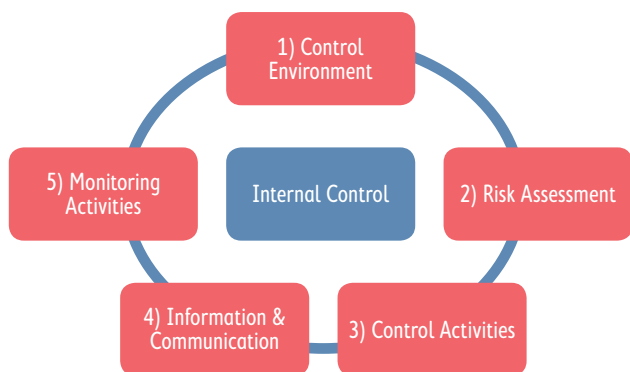 1) Control
Environment
5) Monitoring
Activities
Internal Control
2) Risk Assessment
4) Information &
Communication
3) Control Activities